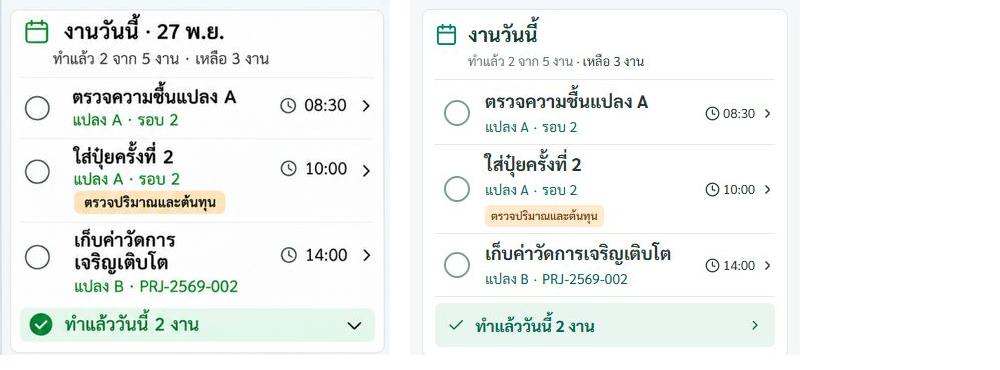 งานวันนี้ · 27 พ.ย.
ทำแล้ว 2 จาก 5 งาน · เหลือ 3 งาน
ตรวจความชื้นแปลง A
แปลง A · รอบ 2
08:30
ใส่ปุ๋ยครั้งที่ 2
แปลง A · รอบ 2
ตรวจปริมาณและต้นทุน
10:00
เก็บค่าวัดการ
เจริญเติบโต
แปลง B · PRJ-2569-002
14:00
ทำแล้ววันนี้ 2 งาน
งานวันนี้
ทำแล้ว 2 จาก 5 งาน · เหลือ 3 งาน
ตรวจความชื้นแปลง A
แปลง A · รอบ 2
08:30
ใส่ปุ๋ยครั้งที่ 2
แปลง A · รอบ 2
ตรวจปริมาณและต้นทุน
10:00
เก็บค่าวัดการเจริญเติบโต
แปลง B · PRJ-2569-002
14:00
ทำแล้ววันนี้ 2 งาน